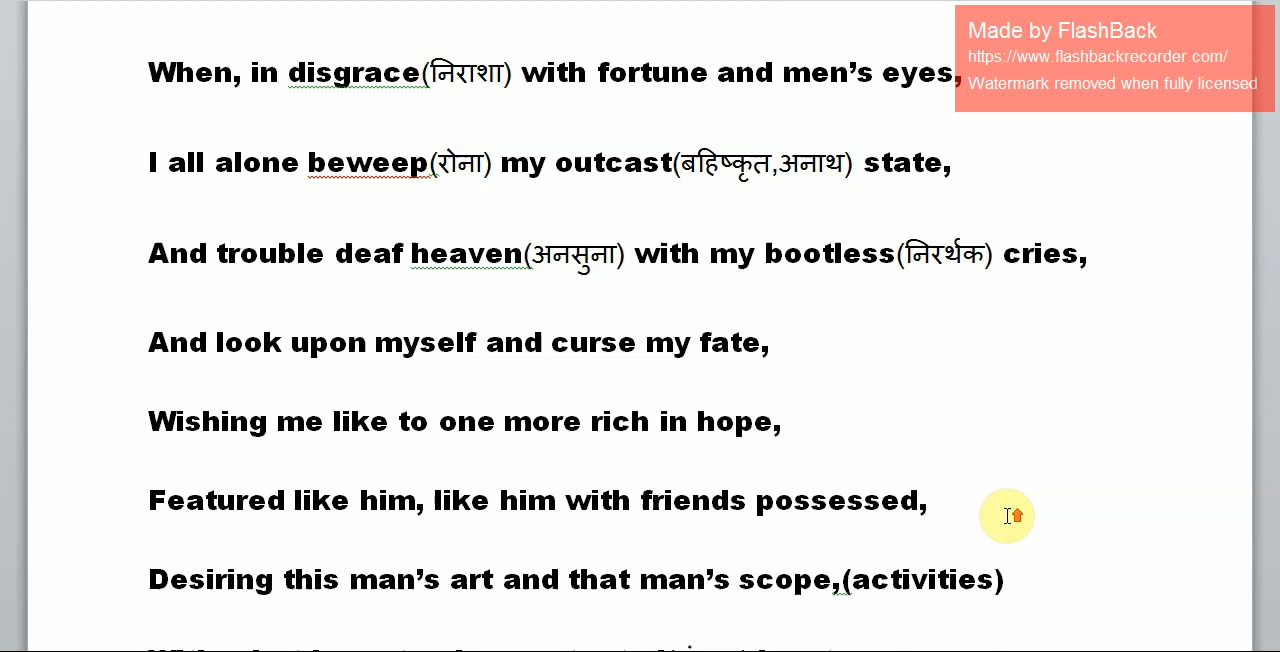 Made by FlashBack
https://www.flashbackrecorder.com/
Watermark removed when fully licensed
When, in disgrace(निराशा) with fortune and men’s eyes,
I all alone beweep(रोना) my outcast(बहिष्कृत,अनाथ) state,
And trouble deaf heaven(अनसुना) with my bootless(निरर्थक) cries,
And look upon myself and curse my fate,
Wishing me like to one more rich in hope,
Featured like him, like him with friends possessed,
Desiring this man’s art and that man’s scope,(activities)